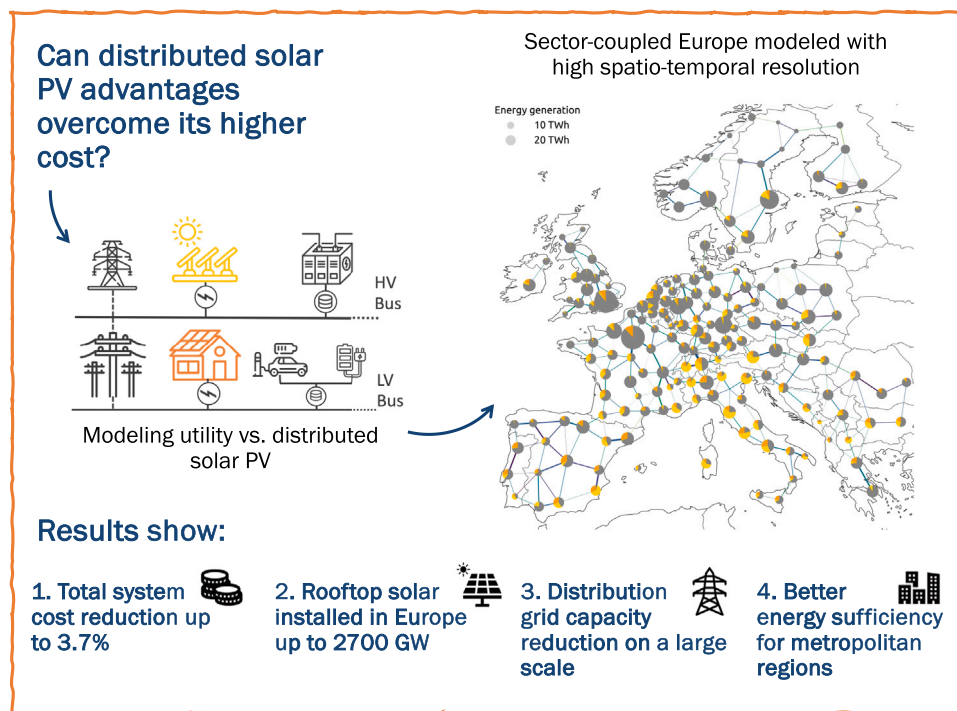 Can distributed solar
PV advantages
overcome its higher
cost?
Sector-coupled Europe modeled with
high spatio-temporal resolution
Energy generation
10 TWh
20 TWh
HV
Bus
LV
Bus
Modeling utility vs. distributed
solar PV
Results show:
1. Total system
cost reduction up
to 3.7%
2. Rooftop solar
installed in Europe
up to 2700 GW
3. Distribution
grid capacity
reduction on a large
scale
4. Better
energy sufficiency
for metropolitan
regions